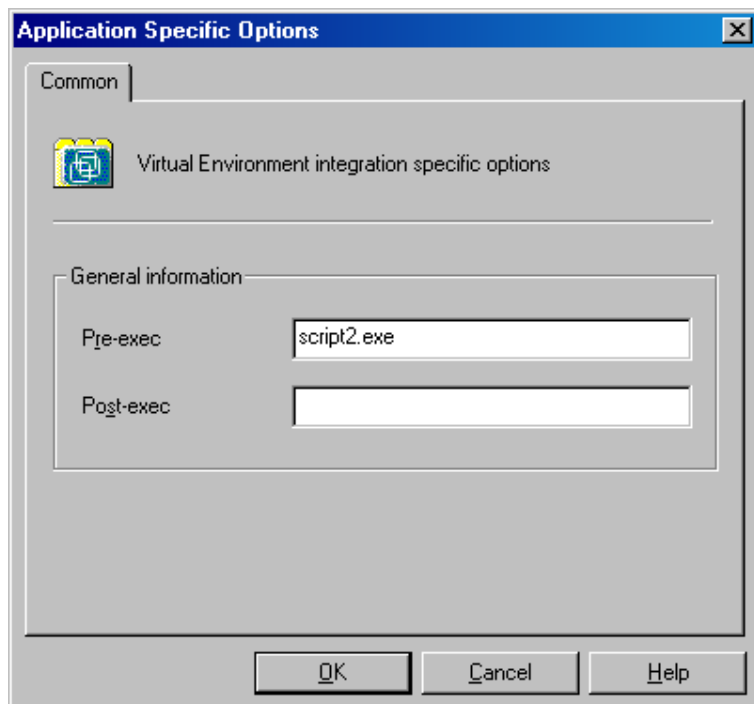 Application Specific Options
Common
Virtual Environment integration specific options
General information
Pre-exec
script2.exe
Post-exec
OK
Cancel
Help